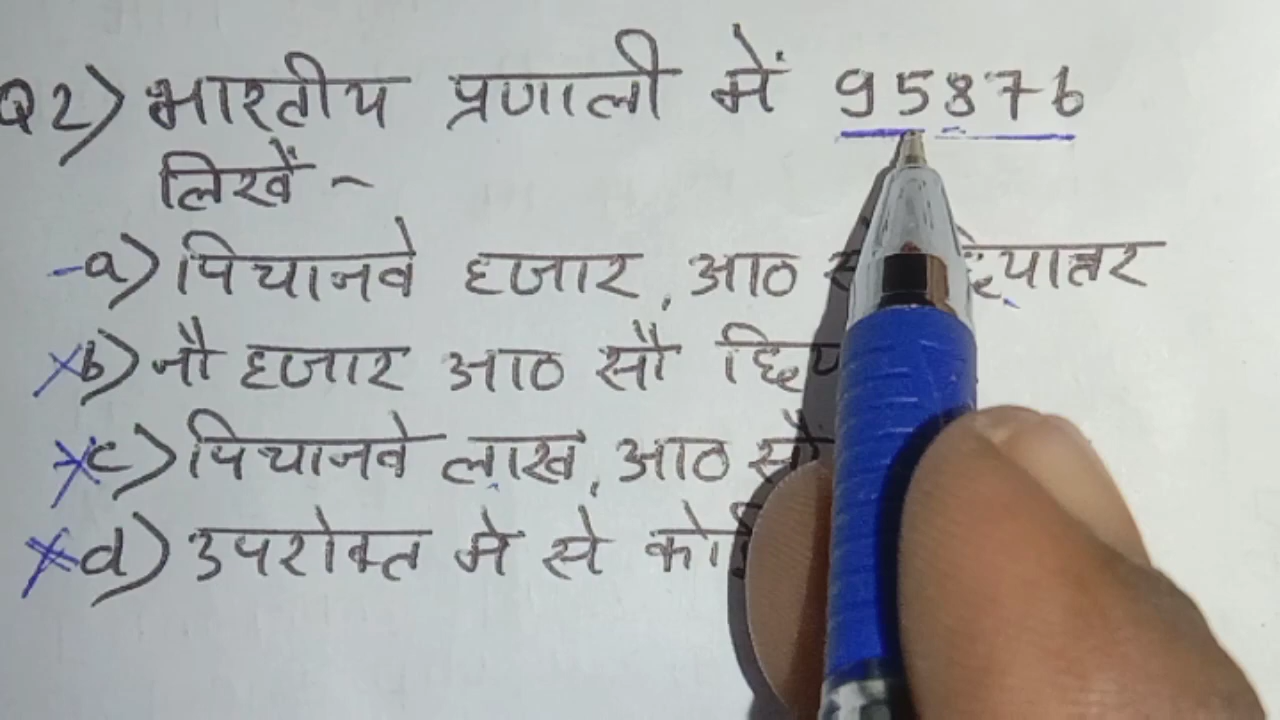 Q2) भारतीय प्रणाली में 95876
लिखें -
a) पिचानवे हजार, आठ
b) नौ हजार आठ सौ
c) पिचानवे लाख, आठ सौ
d) उपरोक्त मे से